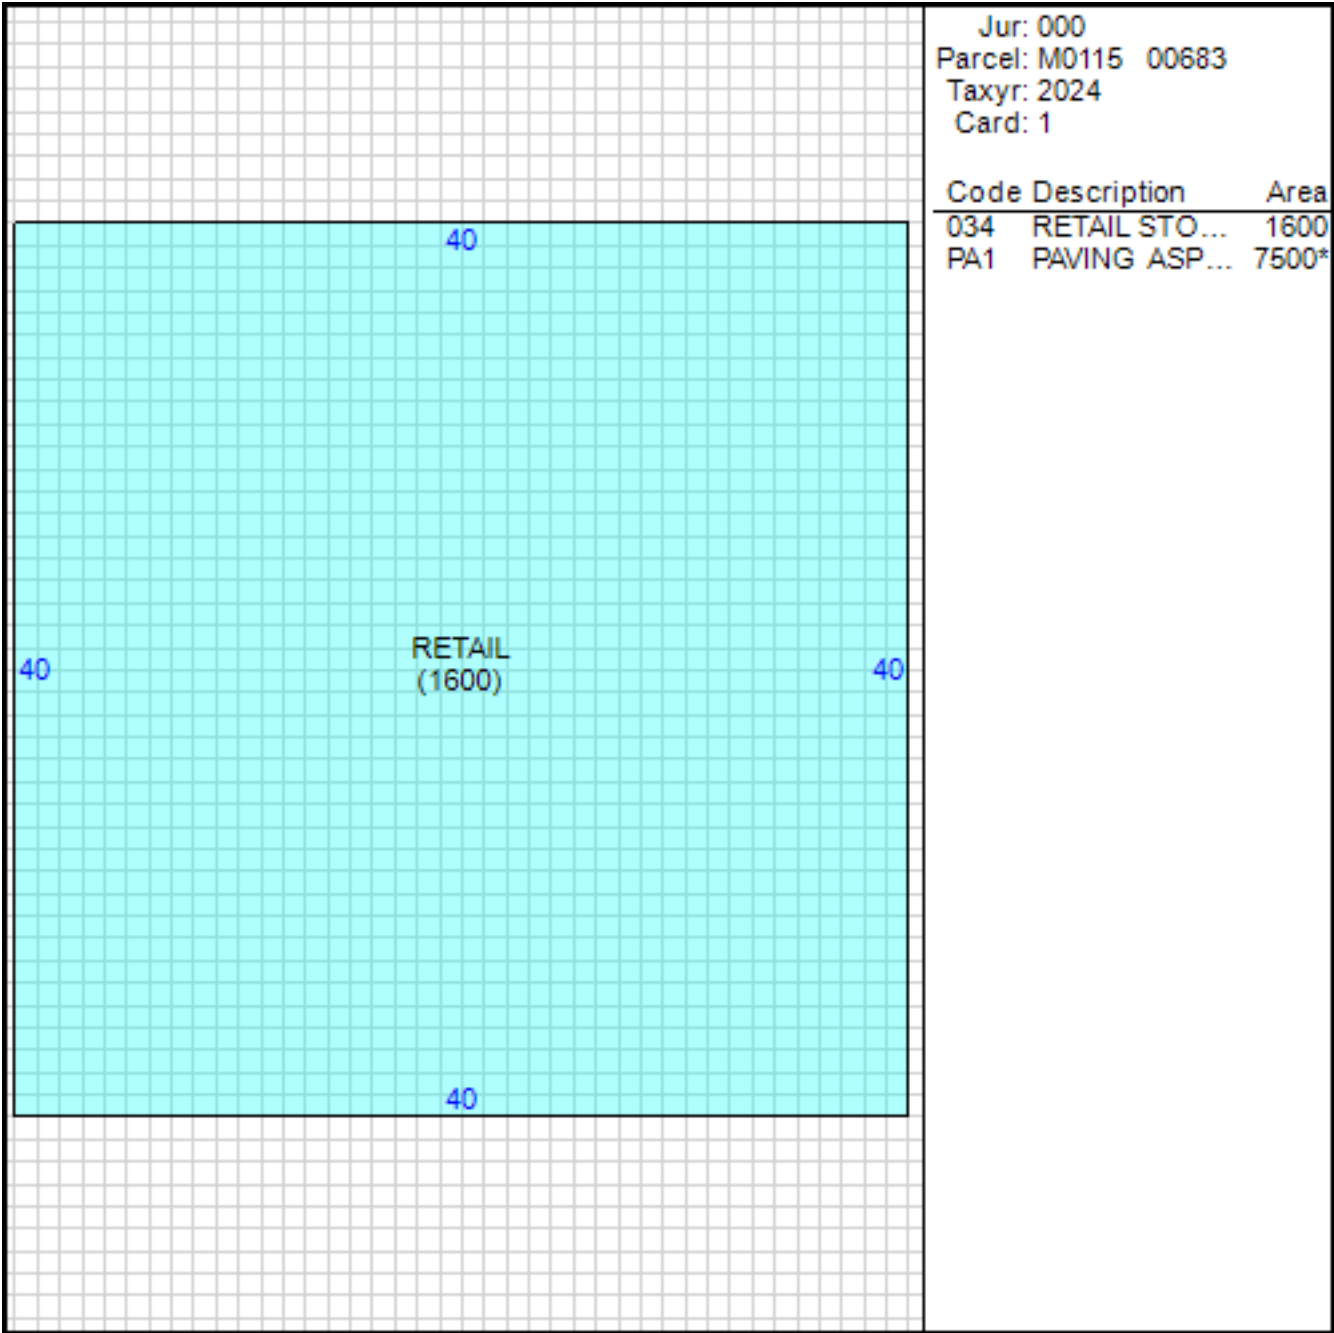 Jur: 000
Parcel: M0115 00683
Taxyr: 2024
Card: 1
Code Description Area
034 RETAIL STO... 1600
PA1 PAVING ASP... 7500*
40
40
RETAIL
(1600)
40
40